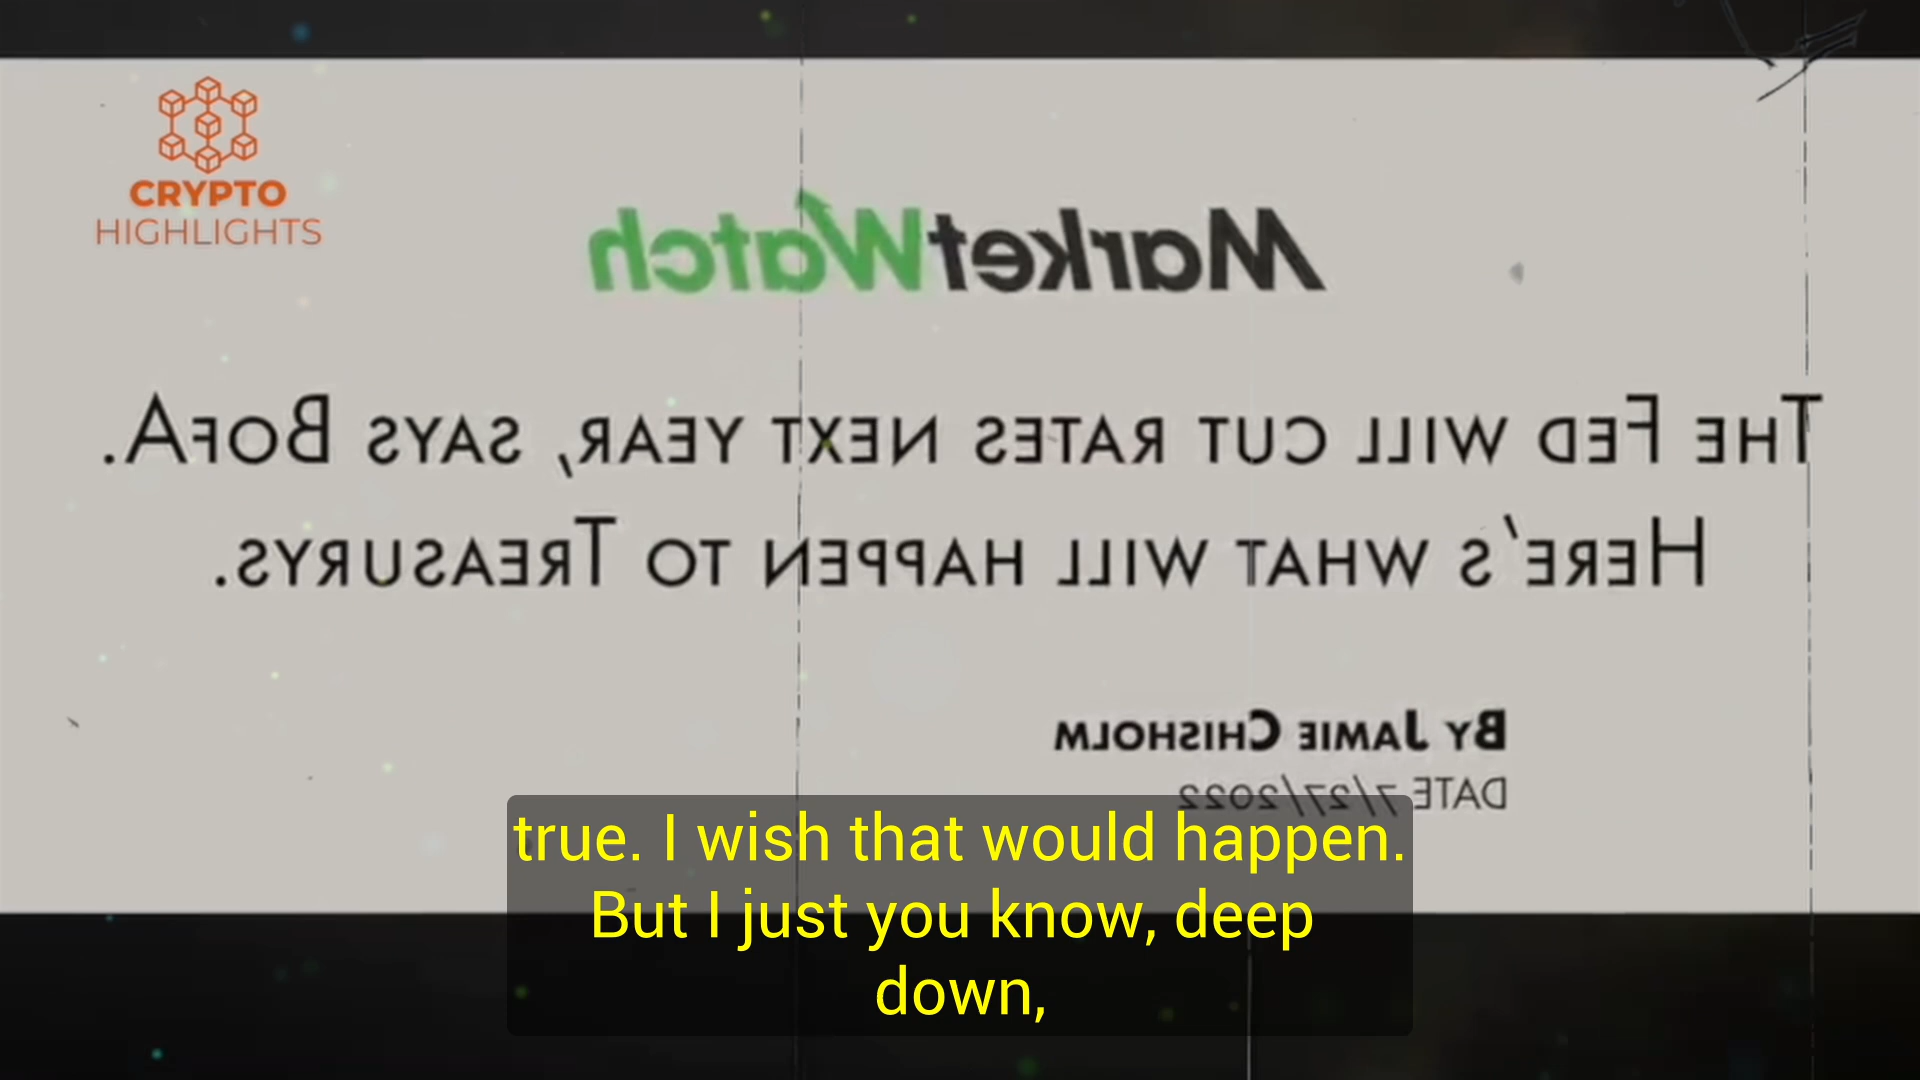 CRYPTO
HIGHLIGHTS
MarketWatch
The Fed will cut rates next year, says BofA.
Here's what will happen to Treasurys.
By Jamie Chisholm
DATE 7/27/2022
true. I wish that would happen.
But I just you know, deep
down,